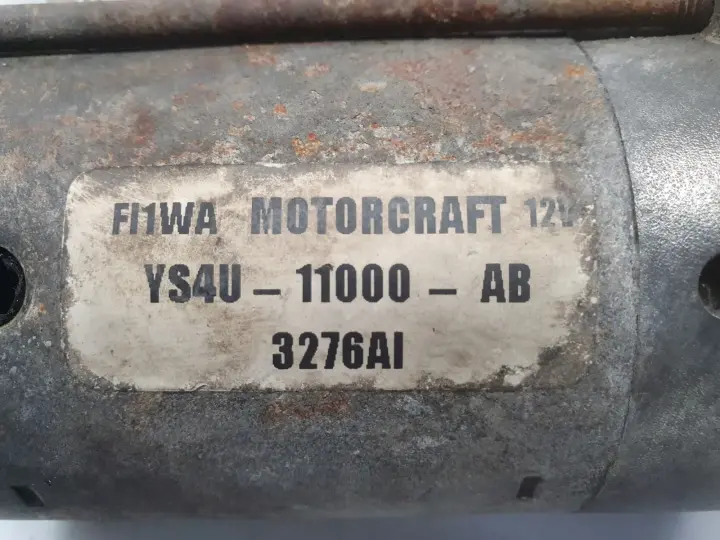 FI1WA MOTORCRAFT 12V
YS4U - 11000 - AB
3276AI